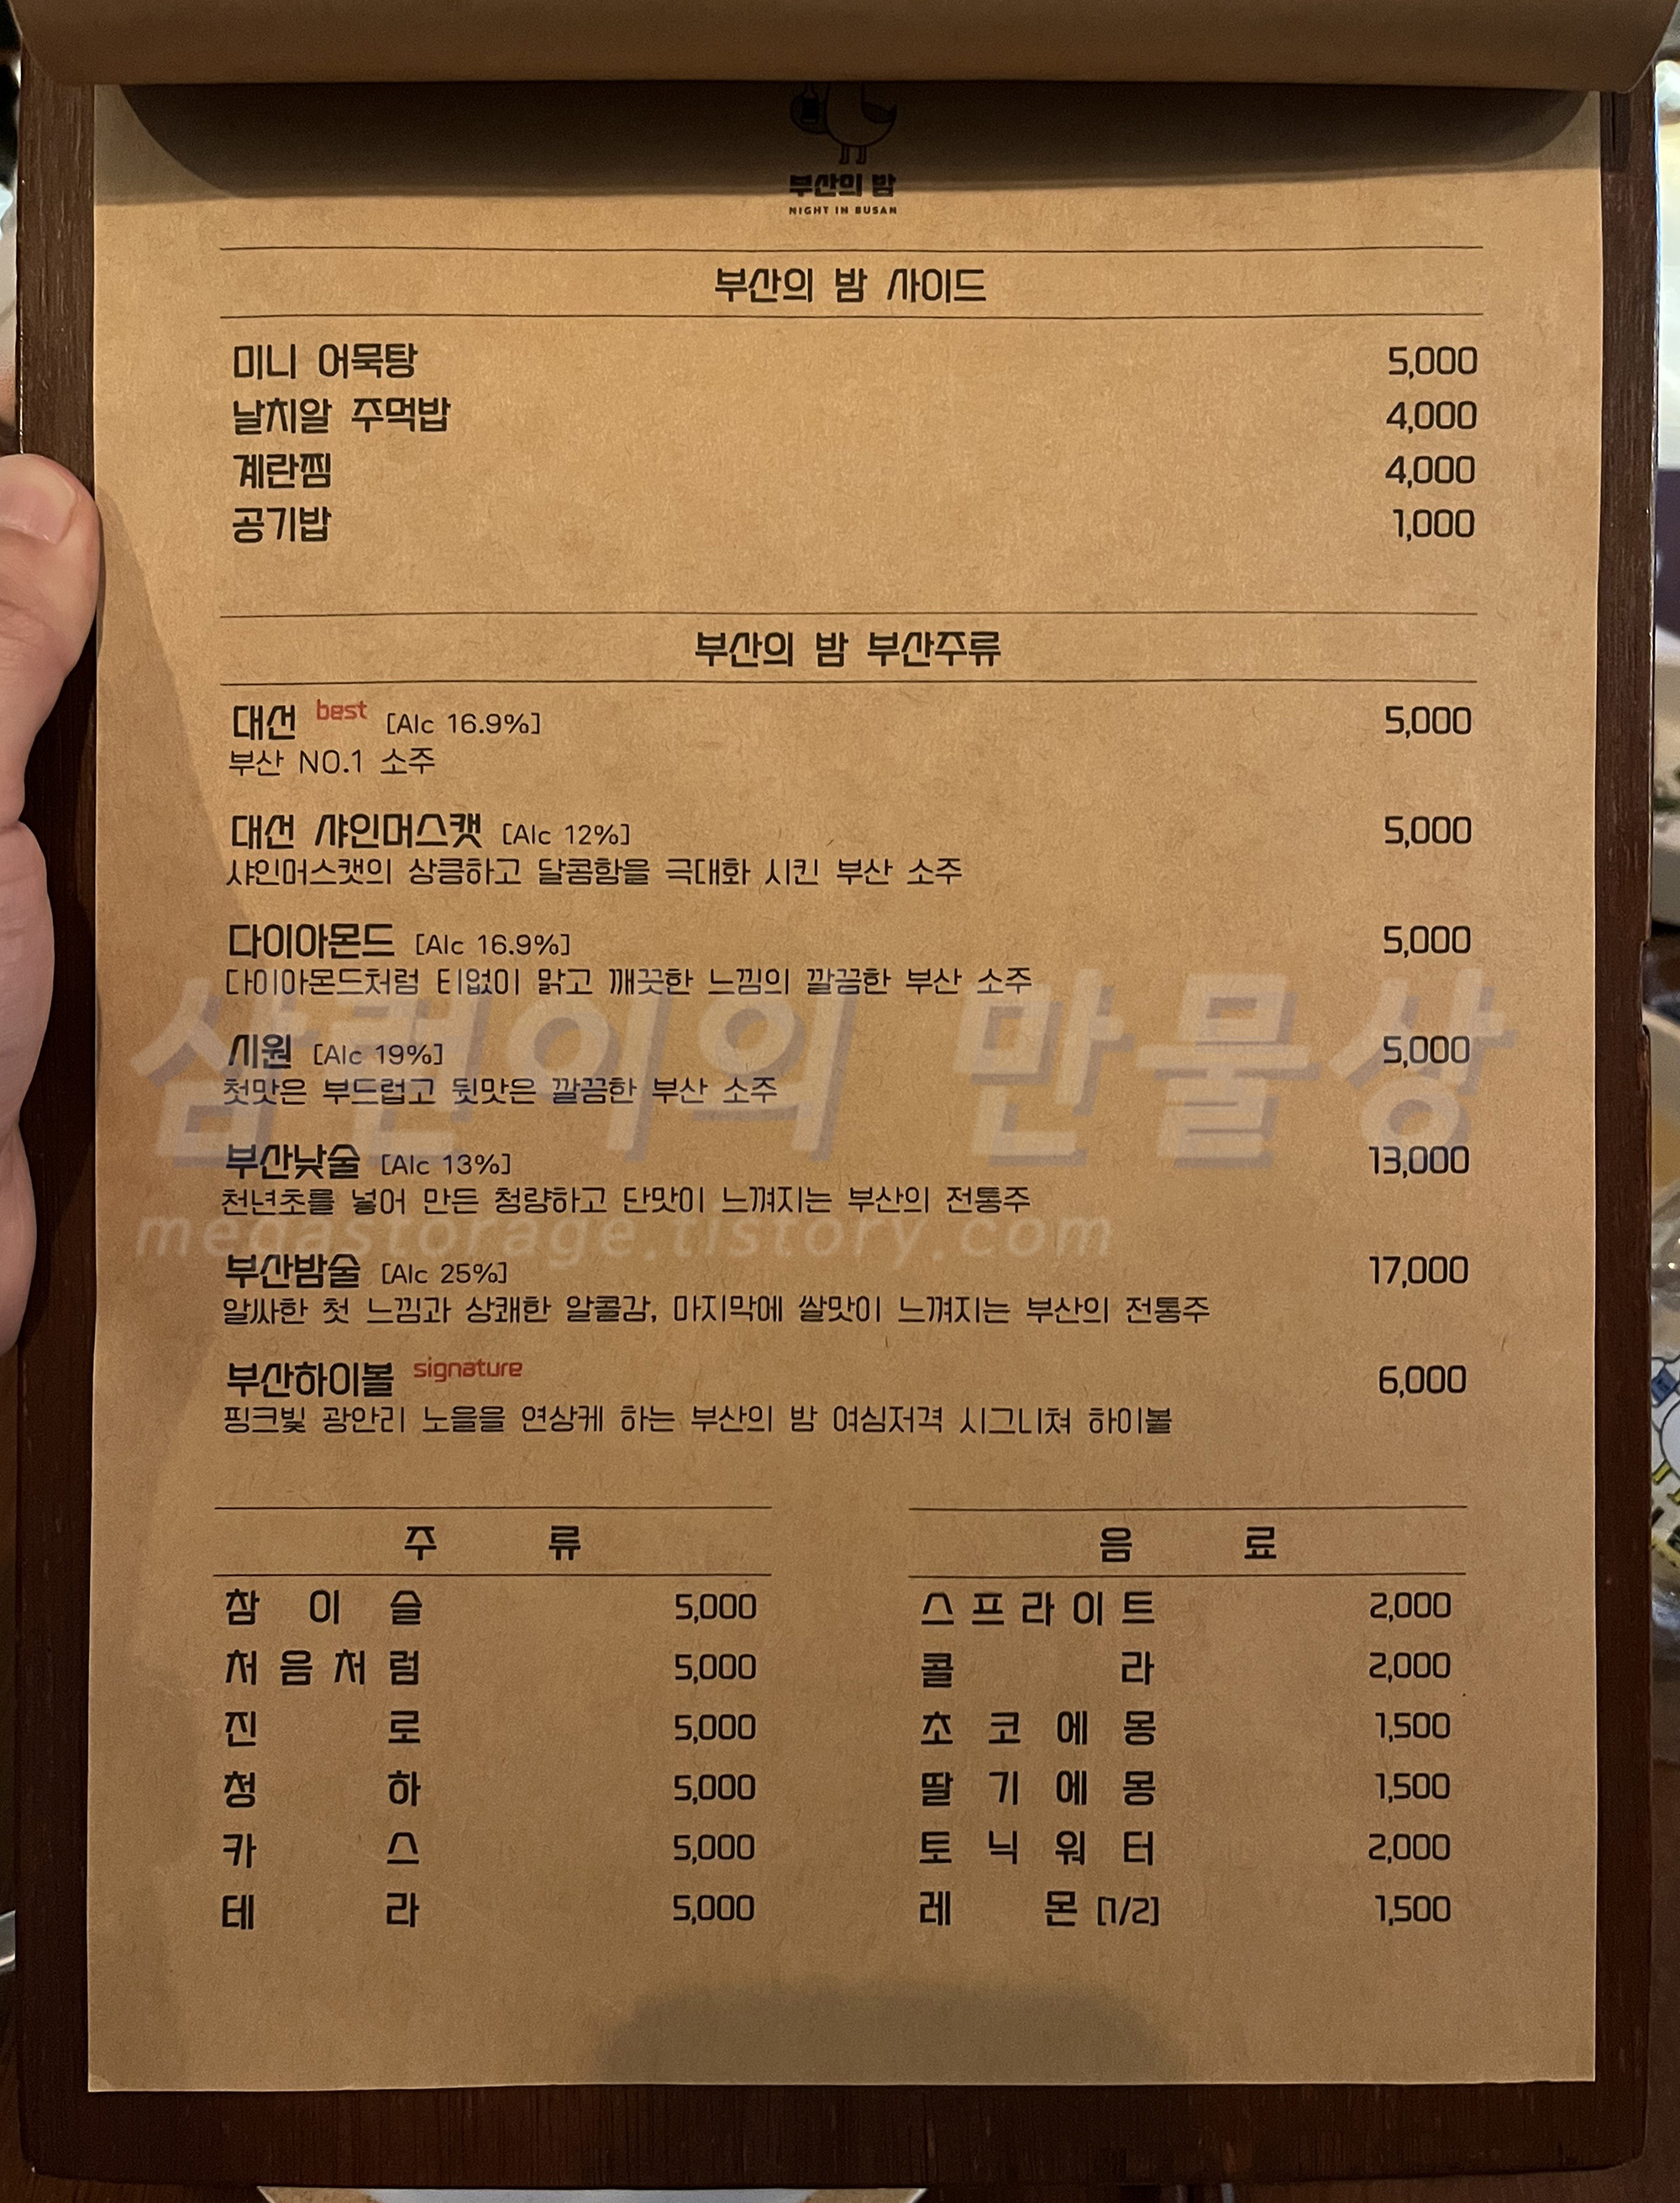 부산의 밤
NIGHT IN BUSAN
부산의 밤 사이드
미니 어묵탕 5,000
날치알 주먹밥 4,000
계란찜 4,000
공기밥 1,000
부산의 밤 부산주류
대선 best [Alc 16.9%] 5,000
부산 NO.1 소주
대선 샤인머스캣 [Alc 12%] 5,000
샤인머스캣의 상큼하고 달콤함을 극대화 시킨 부산 소주
다이아몬드 [Alc 16.9%] 5,000
다이아몬드처럼 티없이 맑고 깨끗한 느낌의 깔끔한 부산 소주
시원 [Alc 19%] 5,000
첫맛은 부드럽고 뒷맛은 깔끔한 부산 소주
부산낮술 [Alc 13%] 13,000
천년초를 넣어 만든 청량하고 단맛이 느껴지는 부산의 전통주
부산밤술 [Alc 25%] 17,000
알싸한 첫 느낌과 상쾌한 알콜감, 마지막에 쌀맛이 느껴지는 부산의 전통주
부산하이볼 signature 6,000
핑크빛 광안리 노을을 연상케 하는 부산의 밤 여심저격 시그니쳐 하이볼
주 류
참 이 슬 5,000
처 음 처 럼 5,000
진 로 5,000
청 하 5,000
카 스 5,000
테 라 5,000
음 료
스 프 라 이 트 2,000
콜 라 2,000
초 코 에 몽 1,500
딸 기 에 몽 1,500
토 닉 워 터 2,000
레 몬 [1/2] 1,500
만물상
megastorage.tistory.com